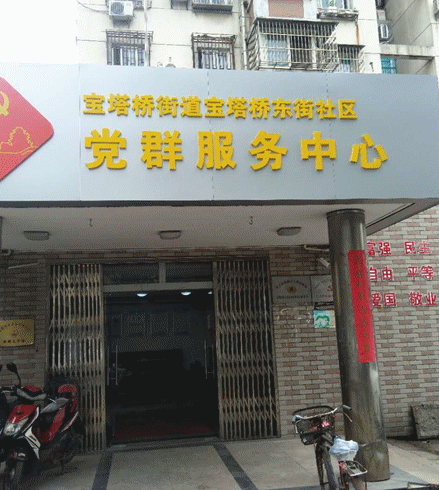 宝塔桥街道宝塔桥东街社区
党群服务中心
富强 民主
自由 平等
爱国 敬业